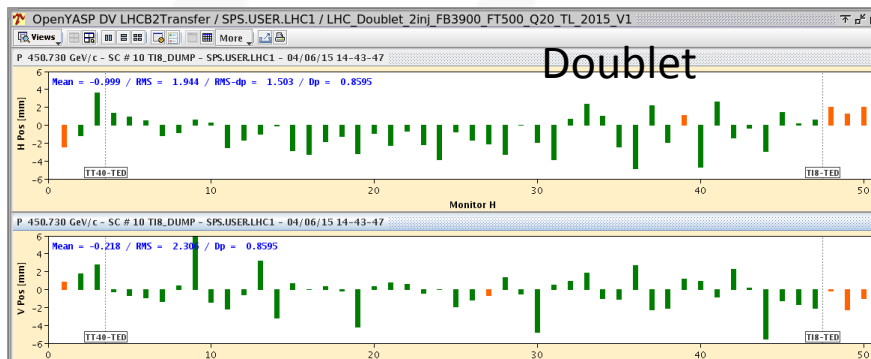 OpenYASP DV LHCB2Transfer / SPS.USER.LHC1 / LHC_Doublet_2inj_FB3900_FT500_Q20_TL_2015_V1
Views More
P 450.730 GeV/c - SC # 10 TI8_DUMP - SPS.USER.LHC1 - 04/06/15 14-43-47
Doublet
Mean = -0.999 / RMS = 1.944 / RMS-dp = 1.503 / Dp = 0.8595
H Pos [mm]
6
4
2
0
-2
-4
-6
TT40-TED TI8-TED
0 10 20 30 40 50
Monitor H
P 450.730 GeV/c - SC # 10 TI8_DUMP - SPS.USER.LHC1 - 04/06/15 14-43-47
Mean = -0.218 / RMS = / Dp = 0.8595
V Pos [mm]
6
4
2
0
-2
-4
-6
TT40-TED TI8-TED
0 10 20 30 40 50